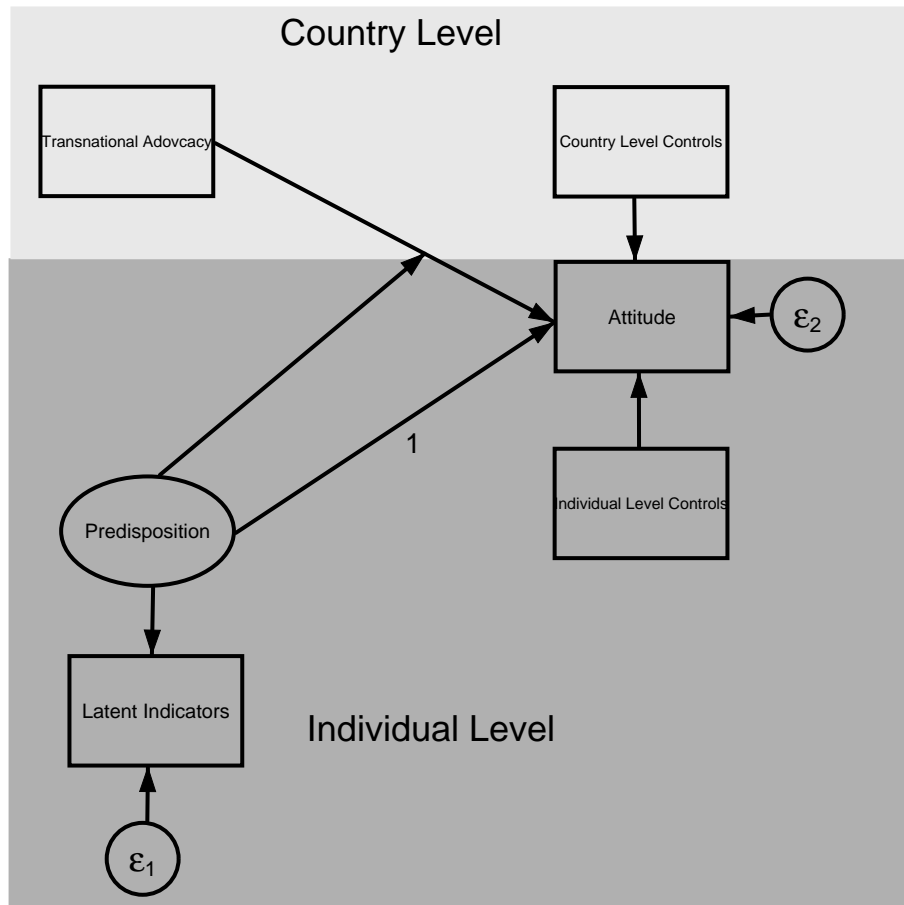 Country Level
Transnational Adovcacy
Country Level Controls
Attitude
ε2
1
Individual Level Controls
Predisposition
Latent Indicators
Individual Level
ε1